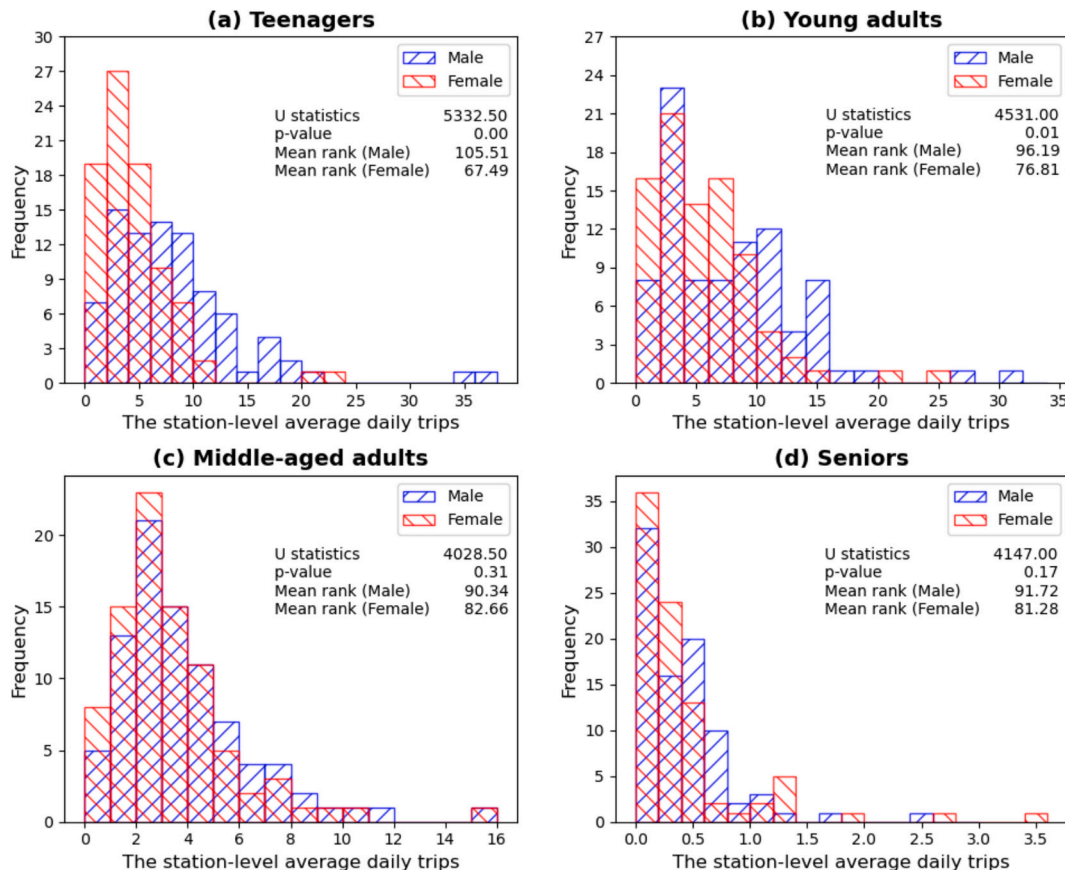 (a) Teenagers
30
27
24
21
18
15
12
9
6
3
0
Frequency
Male
Female
U statistics 5332.50
p-value 0.00
Mean rank (Male) 105.51
Mean rank (Female) 67.49
0 5 10 15 20 25 30 35
The station-level average daily trips
(b) Young adults
27
24
21
18
15
12
9
6
3
0
Frequency
Male
Female
U statistics 4531.00
p-value 0.01
Mean rank (Male) 96.19
Mean rank (Female) 76.81
0 5 10 15 20 25 30 35
The station-level average daily trips
(c) Middle-aged adults
20
15
10
5
0
Frequency
Male
Female
U statistics 4028.50
p-value 0.31
Mean rank (Male) 90.34
Mean rank (Female) 82.66
0 2 4 6 8 10 12 14 16
The station-level average daily trips
(d) Seniors
35
30
25
20
15
10
5
0
Frequency
Male
Female
U statistics 4147.00
p-value 0.17
Mean rank (Male) 91.72
Mean rank (Female) 81.28
0.0 0.5 1.0 1.5 2.0 2.5 3.0 3.5
The station-level average daily trips